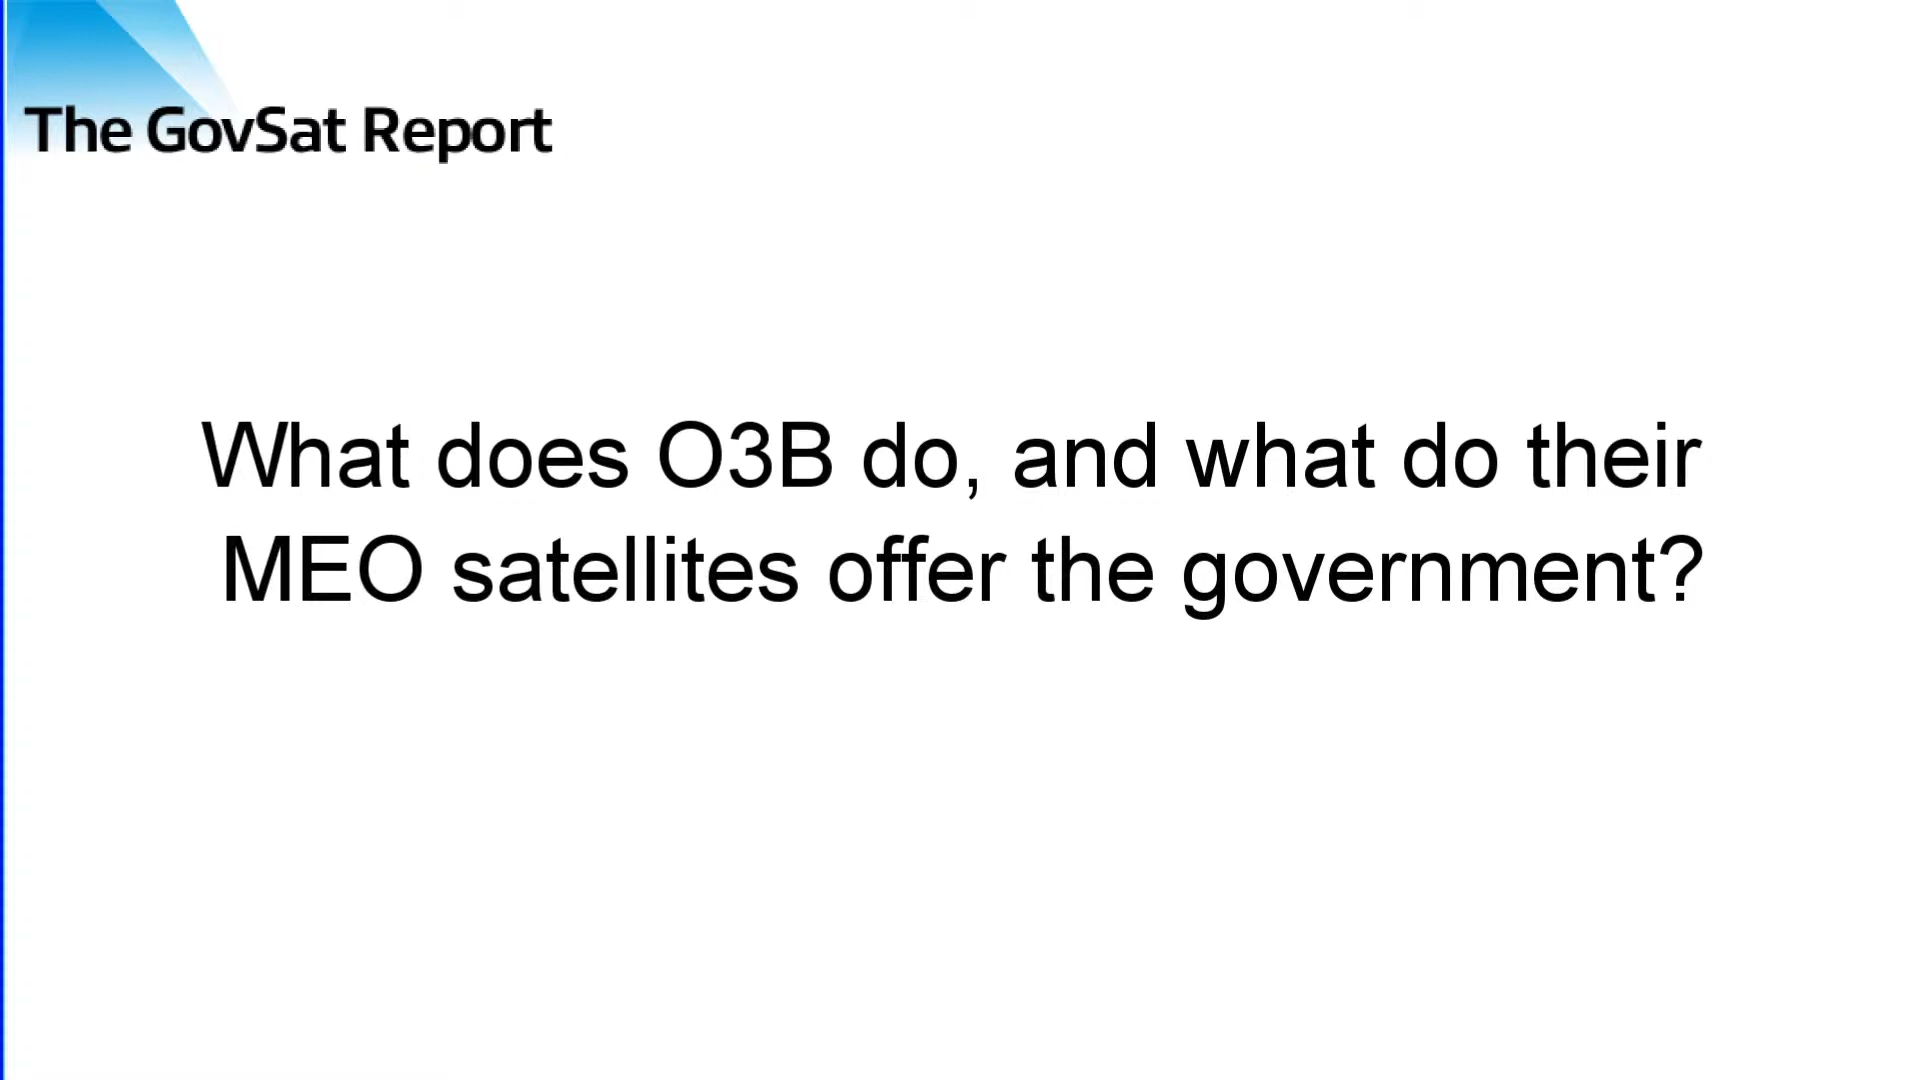 The GovSat Report
What does O3B do, and what do their
MEO satellites offer the government?